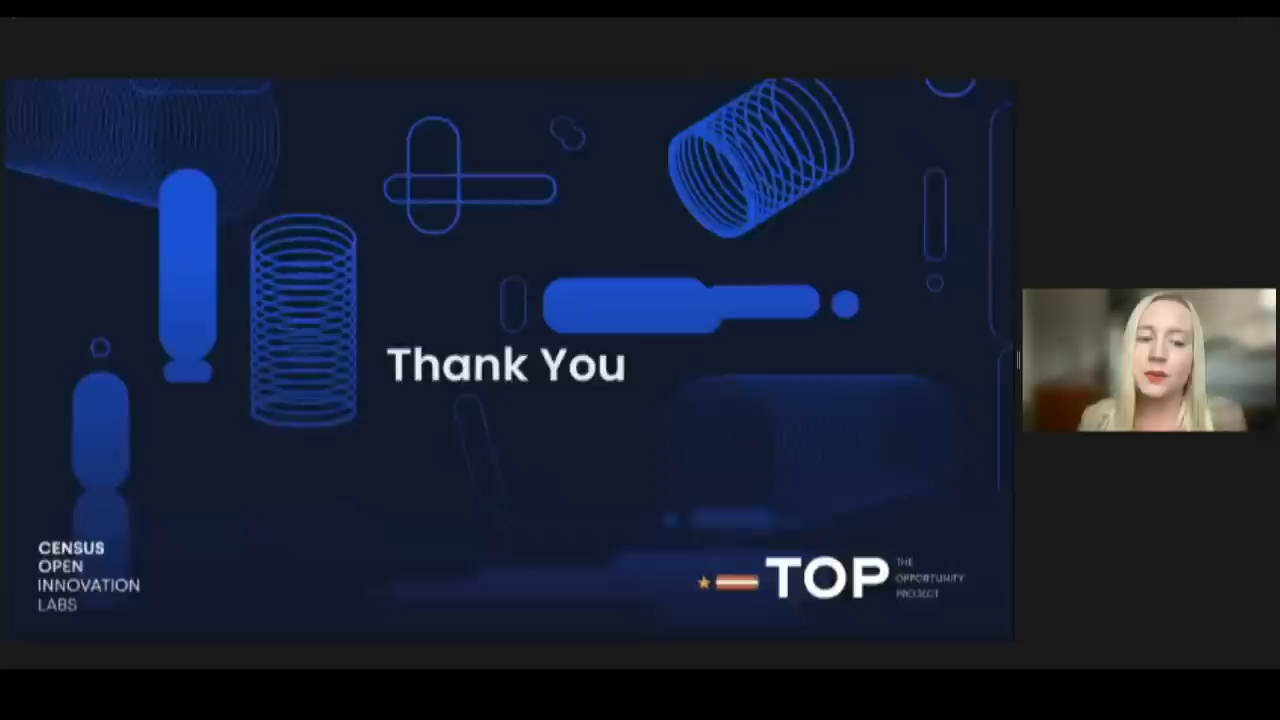 Thank You
CENSUS
OPEN
INNOVATION
LABS
TOP
THE
OPPORTUNITY
PROJECT